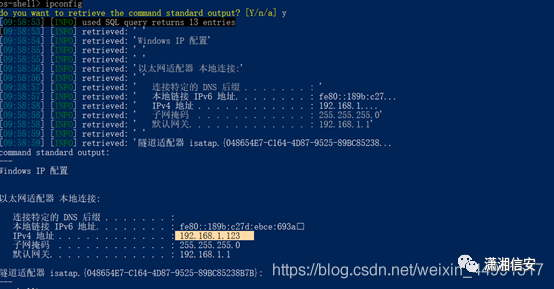 os-shell> ipconfig
do you want to retrieve the command standard output? [Y/n/a] y
[09:58:53] [INFO] used SQL query returns 13 entries
[09:58:53] [INFO] retrieved: ' '
[09:58:54] [INFO] retrieved: 'Windows IP 配置'
[09:58:55] [INFO] retrieved: ' '
[09:58:55] [INFO] retrieved: ' '
[09:58:56] [INFO] retrieved: '以太网适配器 本地连接:'
[09:58:56] [INFO] retrieved: ' '
[09:58:57] [INFO] retrieved: ' 连接特定的 DNS 后缀 . . . . . . . : '
[09:58:57] [INFO] retrieved: ' 本地链接 IPv6 地址. . . . . . . . : fe80::189b:c27...
[09:58:58] [INFO] retrieved: ' IPv4 地址 . . . . . . . . . . . . : 192.168.1....
[09:58:58] [INFO] retrieved: ' 子网掩码 . . . . . . . . . . . . : 255.255.255.0'
[09:58:59] [INFO] retrieved: ' 默认网关. . . . . . . . . . . . . : 192.168.1.1'
[09:58:59] [INFO] retrieved: ' '
[09:58:59] [INFO] retrieved: '隧道适配器 isatap.{048654E7-C164-4D87-9525-89BC85238...
command standard output:
---
Windows IP 配置
以太网适配器 本地连接:
连接特定的 DNS 后缀 . . . . . . . :
本地链接 IPv6 地址. . . . . . . . : fe80::189b:c27d:ebce:693a□
IPv4 地址 . . . . . . . . . . . . : 192.168.1.123
子网掩码 . . . . . . . . . . . . : 255.255.255.0
默认网关. . . . . . . . . . . . . : 192.168.1.1
隧道适配器 isatap.{048654E7-C164-4D87-9525-89BC85238B7B}:
---
https://blog.csdn.net/weixin_44991517
潇湘信安